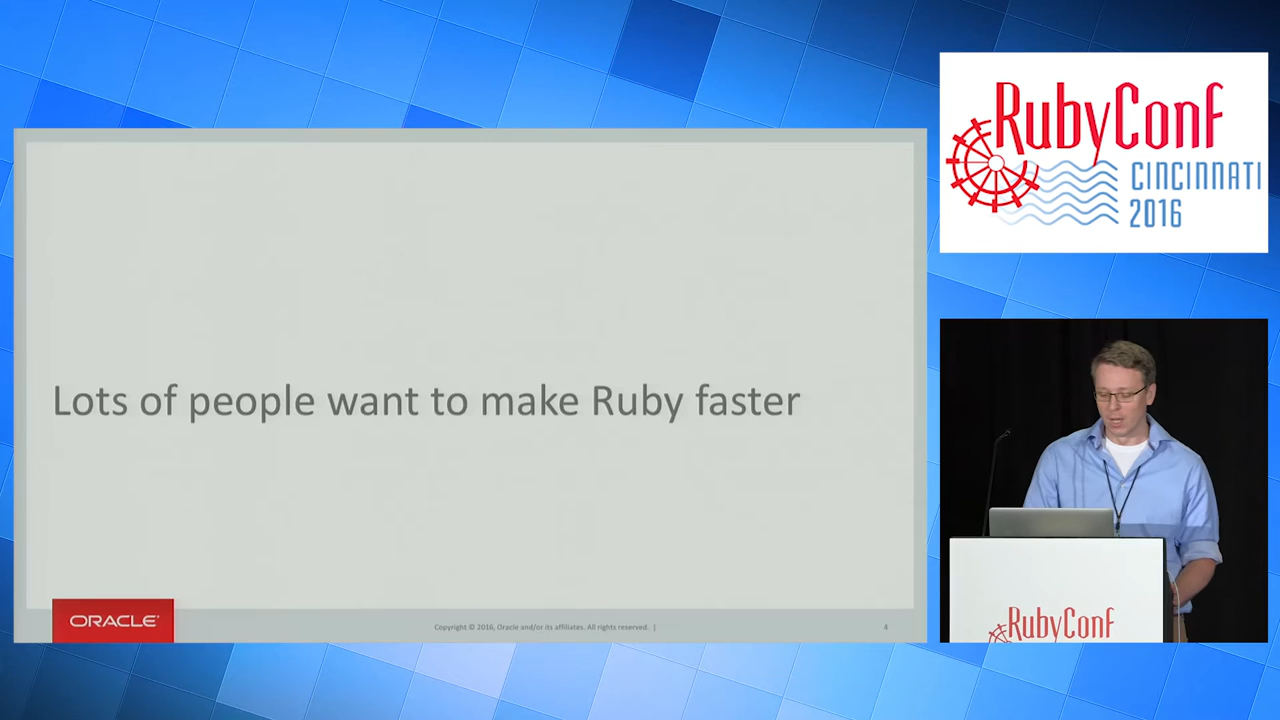 Lots of people want to make Ruby faster
ORACLE®
Copyright © 2016, Oracle and/or its affiliates. All rights reserved. |
4
RubyConf
CINCINNATI
2016
RubyConf